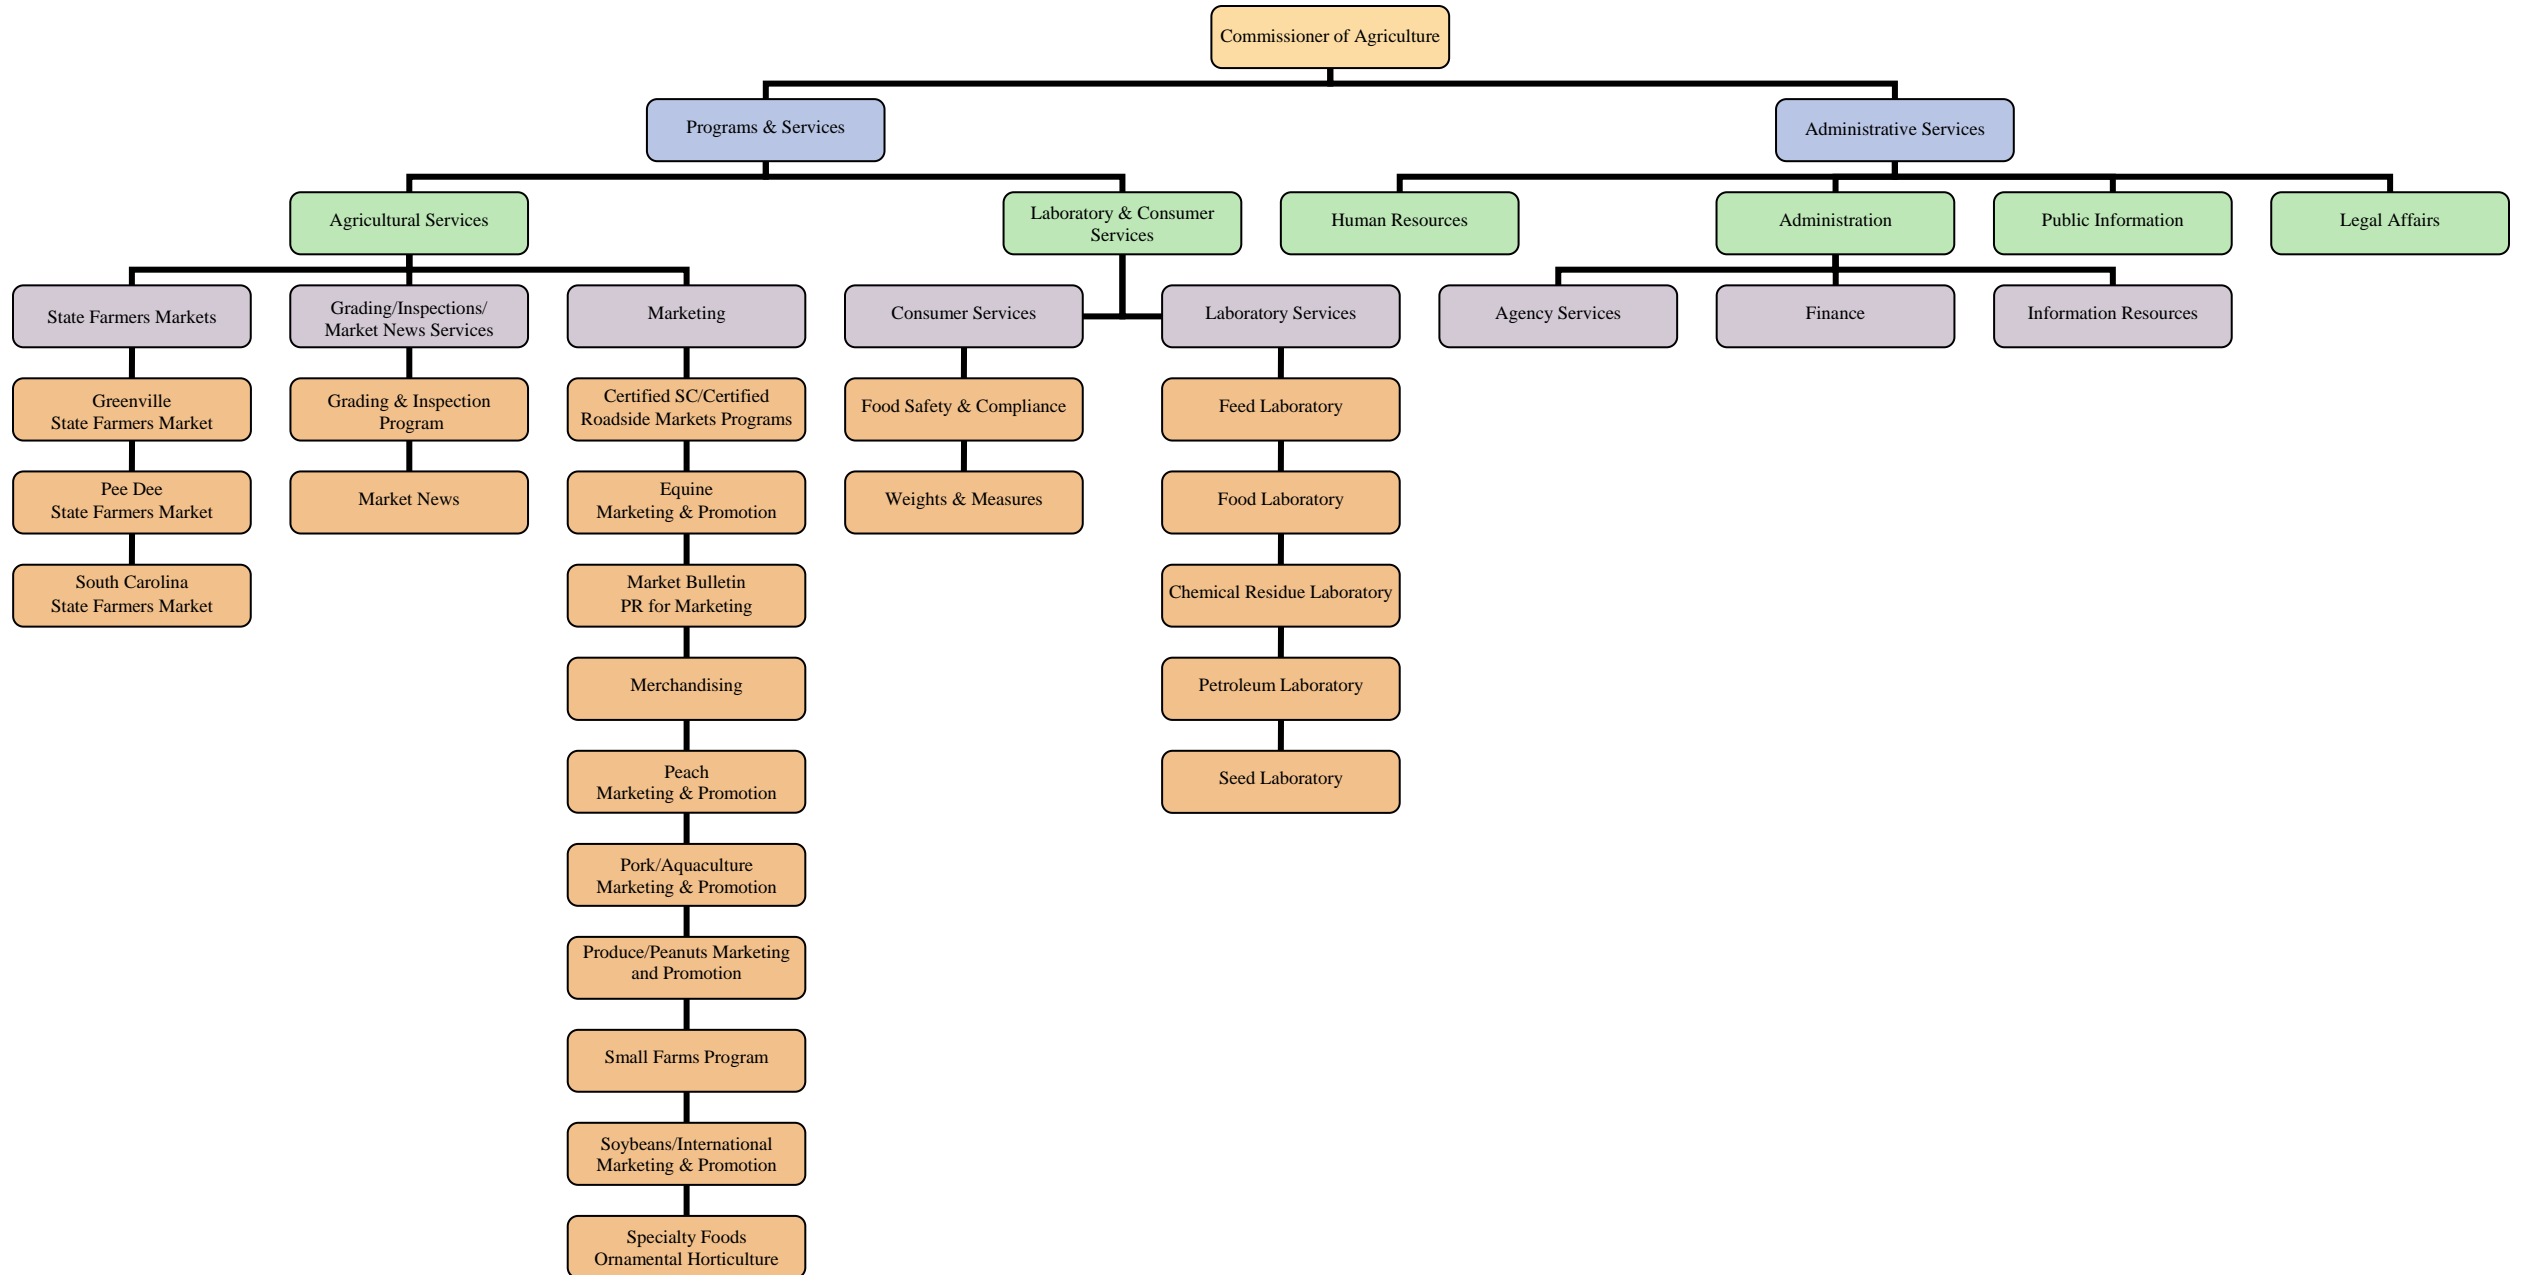 Commissioner of Agriculture
Programs & Services
Administrative Services
Agricultural Services
Laboratory & Consumer
Services
Human Resources
Administration
Public Information
Legal Affairs
State Farmers Markets
Grading/Inspections/
Market News Services
Marketing
Consumer Services
Laboratory Services
Agency Services
Finance
Information Resources
Greenville
State Farmers Market
Grading & Inspection
Program
Certified SC/Certified
Roadside Markets Programs
Food Safety & Compliance
Feed Laboratory
Pee Dee
State Farmers Market
Market News
Equine
Marketing & Promotion
Weights & Measures
Food Laboratory
South Carolina
State Farmers Market
Market Bulletin
PR for Marketing
Chemical Residue Laboratory
Merchandising
Petroleum Laboratory
Peach
Marketing & Promotion
Seed Laboratory
Pork/Aquaculture
Marketing & Promotion
Produce/Peanuts Marketing
and Promotion
Small Farms Program
Soybeans/International
Marketing & Promotion
Specialty Foods
Ornamental Horticulture